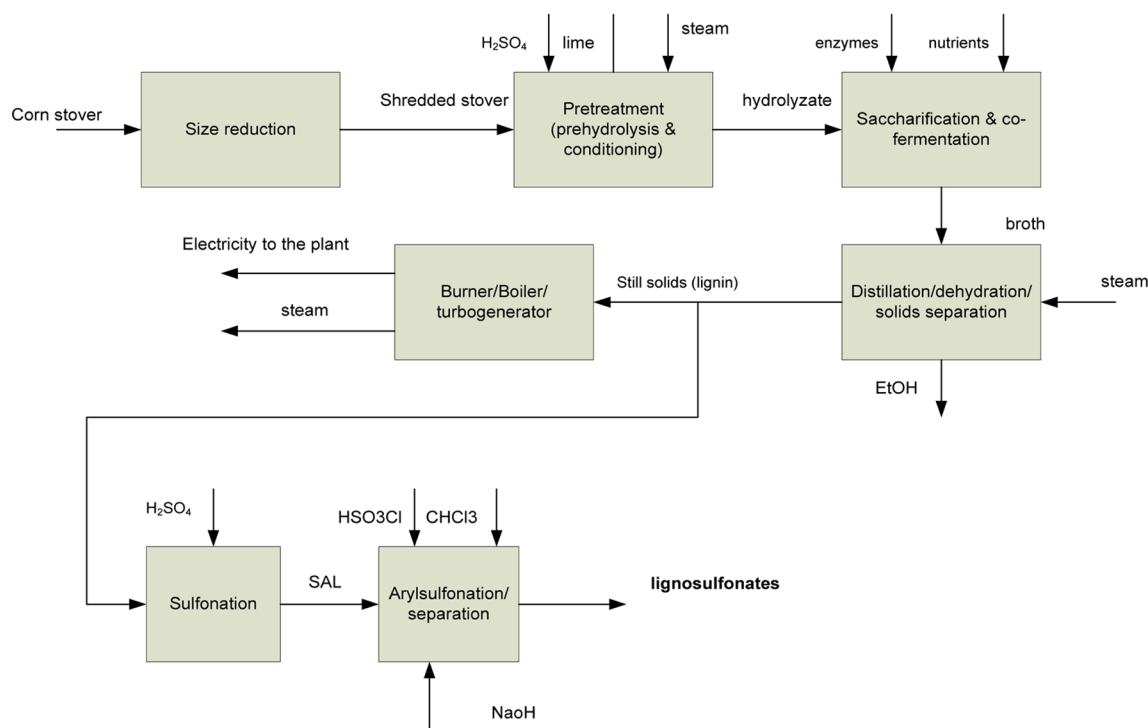 H₂SO₄
lime
steam
enzymes
nutrients
Corn stover
Size reduction
Shredded stover
Pretreatment
(prehydrolysis &
conditioning)
hydrolyzate
Saccharification & co-
fermentation
broth
Electricity to the plant
steam
Burner/Boiler/
turbogenerator
Still solids (lignin)
Distillation/dehydration/
solids separation
steam
EtOH
H₂SO₄
HSO3Cl
CHCl3
Sulfonation
SAL
Arylsulfonation/
separation
lignosulfonates
NaoH